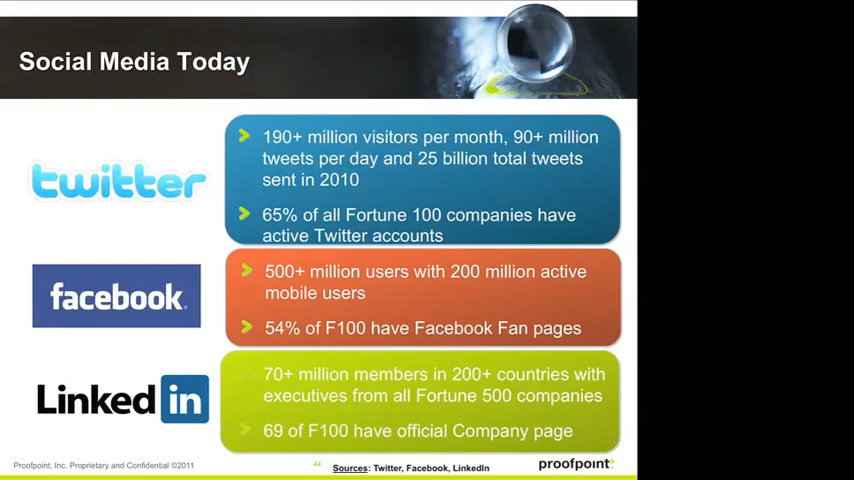 Social Media Today
twitter
190+ million visitors per month, 90+ million
tweets per day and 25 billion total tweets
sent in 2010
65% of all Fortune 100 companies have
active Twitter accounts
facebook.
500+ million users with 200 million active
mobile users
54% of F100 have Facebook Fan pages
Linked in
70+ million members in 200+ countries with
executives from all Fortune 500 companies
69 of F100 have official Company page
Proofpoint, Inc. Proprietary and Confidential ©2011
44
Sources: Twitter, Facebook, LinkedIn
proofpoint